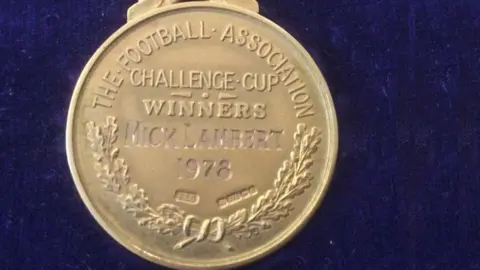 THE·FOOTBALL·ASSOCIATION
CHALLENGE·CUP
WINNERS
MICK LAMBERT
1978